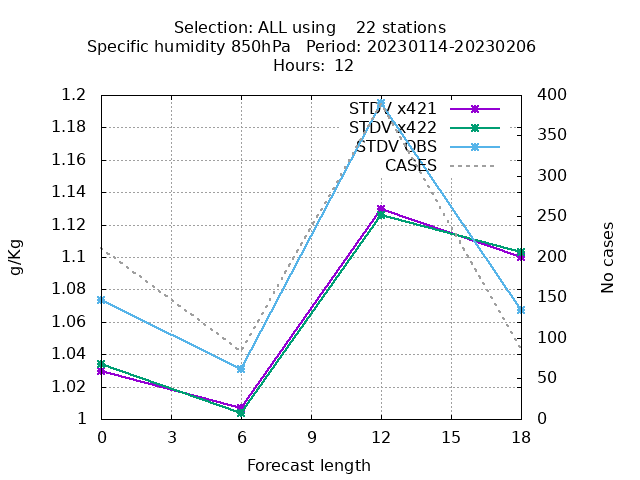 Selection: ALL using    22 stations
Specific humidity 850hPa   Period: 20230114-20230206
Hours:  12
STDV x421
STDV x422
STDV OBS
CASES
g/Kg
1.2
1.18
1.16
1.14
1.12
1.1
1.08
1.06
1.04
1.02
1
400
350
300
250
200
150
100
50
0
No cases
0 3 6 9 12 15 18
Forecast length